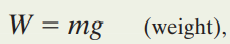 W = mg (weight),